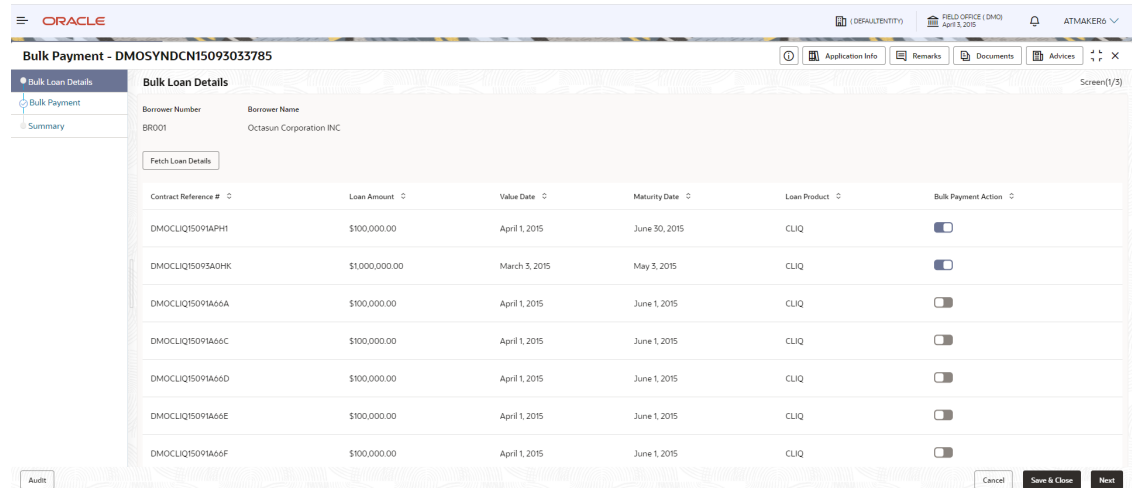 ORACLE
( DEFAULTENTITY)
FIELD OFFICE ( DMO)
April 3, 2015
ATMAKER6
Bulk Payment - DMOSYNDCN15093033785
Application Info
Remarks
Documents
Advices
Bulk Loan Details
Bulk Payment
Summary
Bulk Loan Details
Screen(1/3)
Borrower Number Borrower Name
BR001 Octasun Corporation INC
Fetch Loan Details
Contract Reference # Loan Amount Value Date Maturity Date Loan Product Bulk Payment Action
DMOCLIQ15091APH1 $100,000.00 April 1, 2015 June 30, 2015 CLIQ
DMOCLIQ15093A0HK $1,000,000.00 March 3, 2015 May 3, 2015 CLIQ
DMOCLIQ15091A66A $100,000.00 April 1, 2015 June 1, 2015 CLIQ
DMOCLIQ15091A66C $100,000.00 April 1, 2015 June 1, 2015 CLIQ
DMOCLIQ15091A66D $100,000.00 April 1, 2015 June 1, 2015 CLIQ
DMOCLIQ15091A66E $100,000.00 April 1, 2015 June 1, 2015 CLIQ
DMOCLIQ15091A66F $100,000.00 April 1, 2015 June 1, 2015 CLIQ
Audit
Cancel
Save & Close
Next